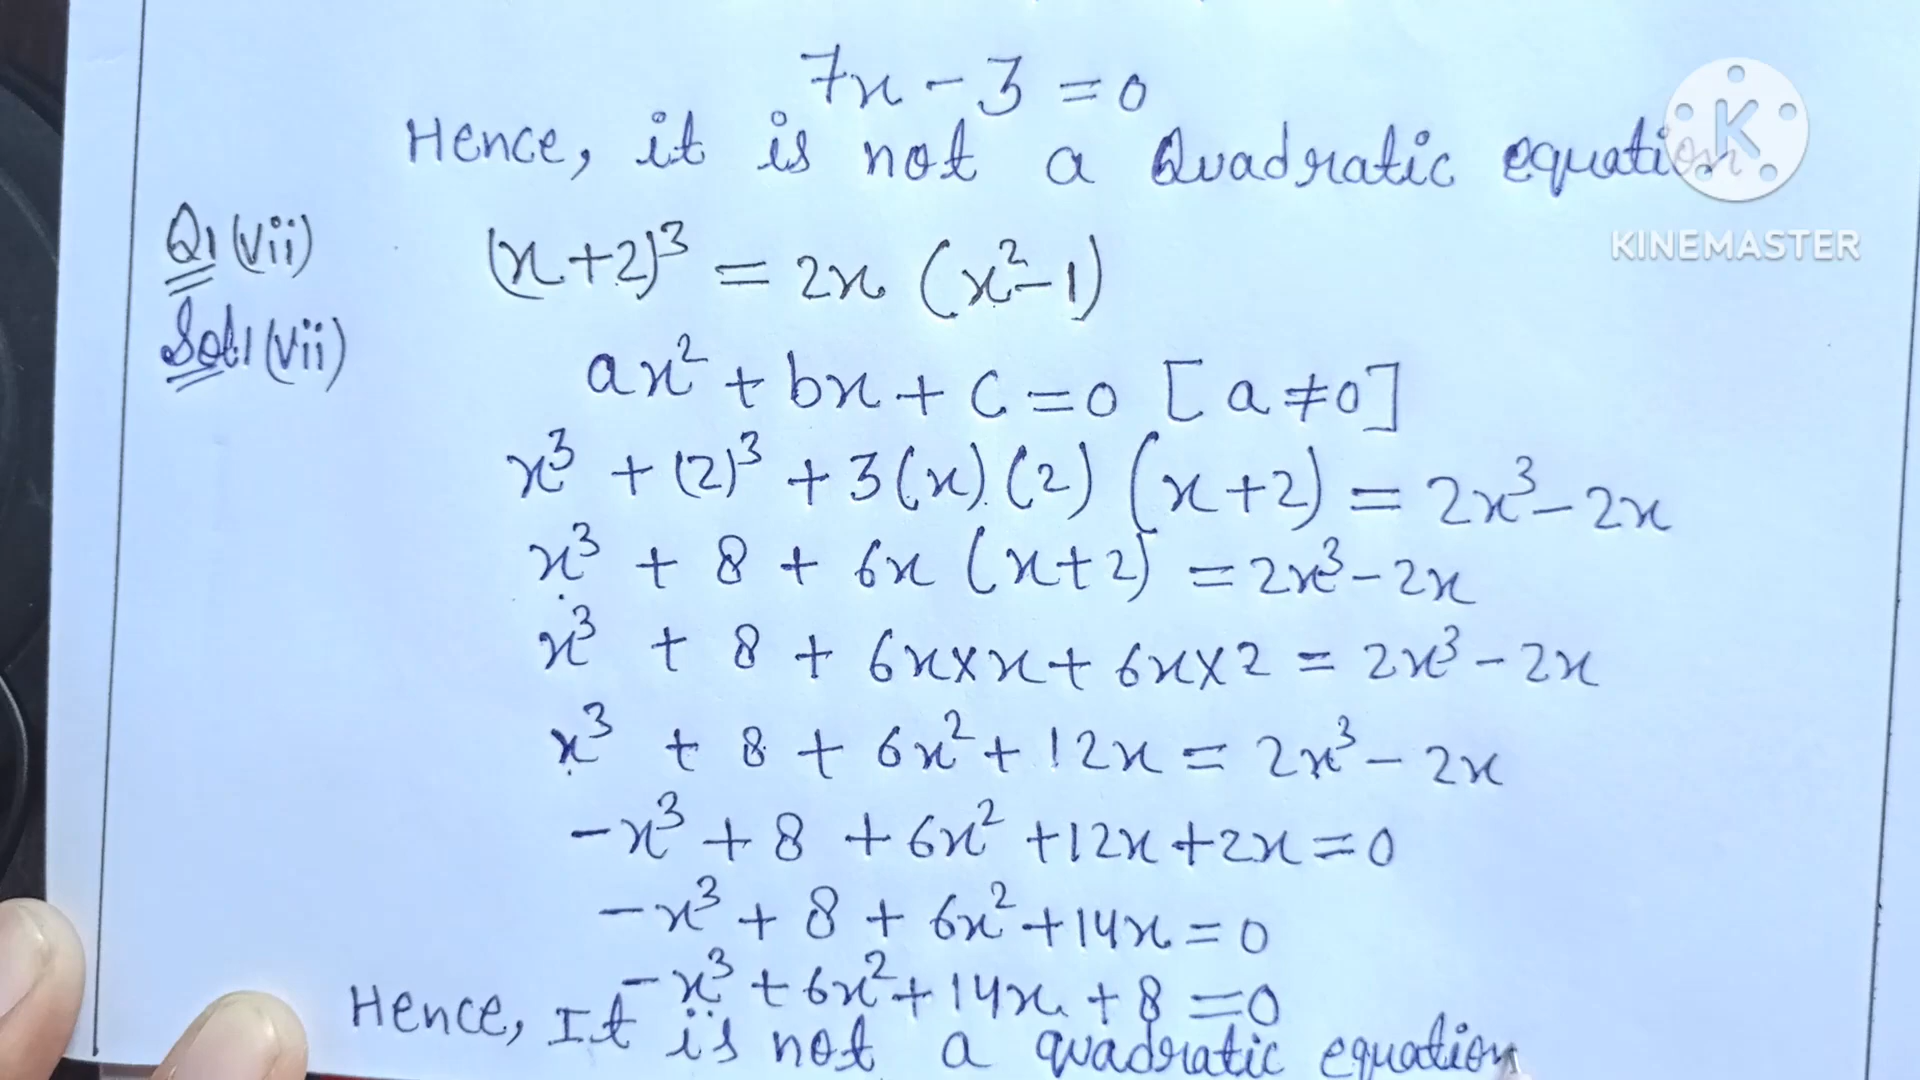 7x - 3 = 0
Hence, it is not a Quadratic equation
KINEMASTER
Q1(vii) (x+2)³ = 2x (x²-1)
Sol.1(vii)
ax² + bx + c = 0 [a ≠ 0]
x³ + (2)³ + 3(x)(2) (x+2) = 2x³ - 2x
x³ + 8 + 6x (x+2) = 2x³ - 2x
x³ + 8 + 6x×x + 6x×2 = 2x³ - 2x
x³ + 8 + 6x² + 12x = 2x³ - 2x
-x³ + 8 + 6x² + 12x + 2x = 0
-x³ + 8 + 6x² + 14x = 0
-x³ + 6x² + 14x + 8 = 0
Hence, It is not a quadratic equation